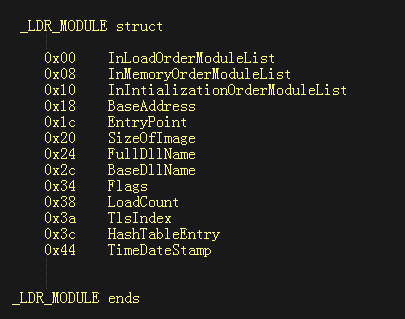 _LDR_MODULE struct
0x00 InLoadOrderModuleList
0x08 InMemoryOrderModuleList
0x10 InIntializationOrderModuleList
0x18 BaseAddress
0x1c EntryPoint
0x20 SizeOfImage
0x24 FullDllName
0x2c BaseDllName
0x34 Flags
0x38 LoadCount
0x3a TlsIndex
0x3c HashTableEntry
0x44 TimeDateStamp
_LDR_MODULE ends